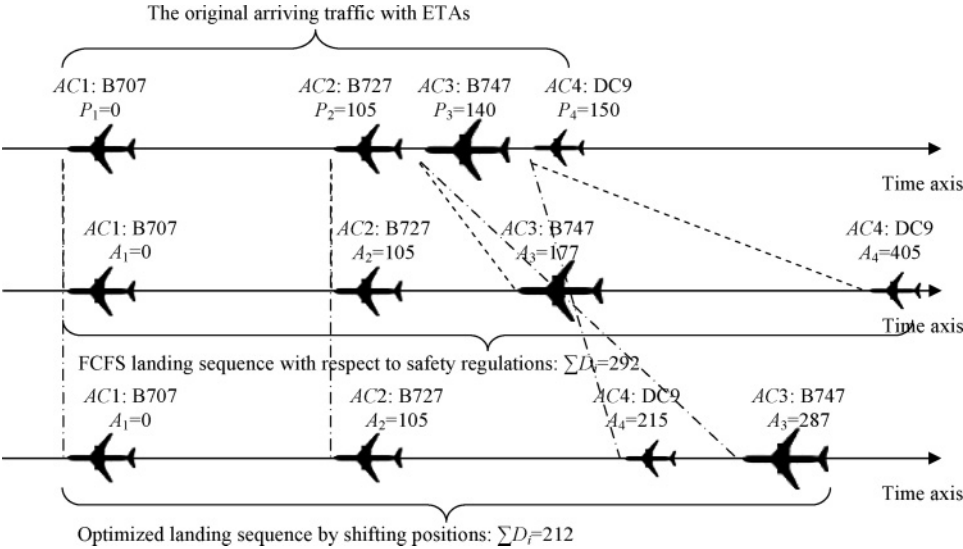 The original arriving traffic with ETAs
AC1: B707 AC2: B727 AC3: B747 AC4: DC9
P₁=0 P₂=105 P₃=140 P₄=150
Time axis
AC1: B707 AC2: B727 AC3: B747 AC4: DC9
A₁=0 A₂=105 A₃=177 A₄=405
Time axis
FCFS landing sequence with respect to safety regulations: ∑Dᵢ=292
AC1: B707 AC2: B727 AC4: DC9 AC3: B747
A₁=0 A₂=105 A₄=215 A₃=287
Time axis
Optimized landing sequence by shifting positions: ∑Dᵢ=212